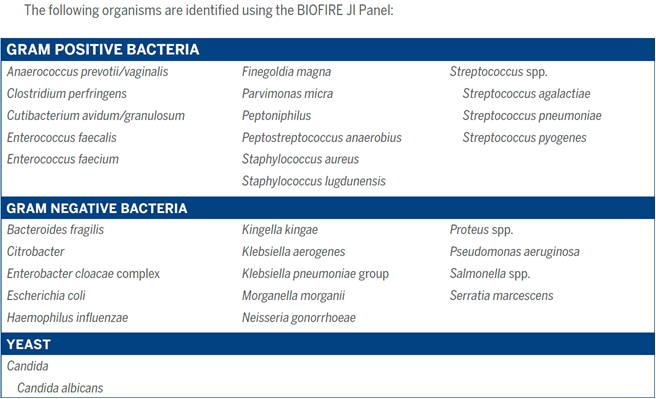 The following organisms are identified using the BIOFIRE JI Panel:
GRAM POSITIVE BACTERIA
Anaerococcus prevotii/vaginalis
Clostridium perfringens
Cutibacterium avidum/granulosum
Enterococcus faecalis
Enterococcus faecium
Finegoldia magna
Parvimonas micra
Peptoniphilus
Peptostreptococcus anaerobius
Staphylococcus aureus
Staphylococcus lugdunensis
Streptococcus spp.
Streptococcus agalactiae
Streptococcus pneumoniae
Streptococcus pyogenes
GRAM NEGATIVE BACTERIA
Bacteroides fragilis
Citrobacter
Enterobacter cloacae complex
Escherichia coli
Haemophilus influenzae
Kingella kingae
Klebsiella aerogenes
Klebsiella pneumoniae group
Morganella morganii
Neisseria gonorrhoeae
Proteus spp.
Pseudomonas aeruginosa
Salmonella spp.
Serratia marcescens
YEAST
Candida
Candida albicans